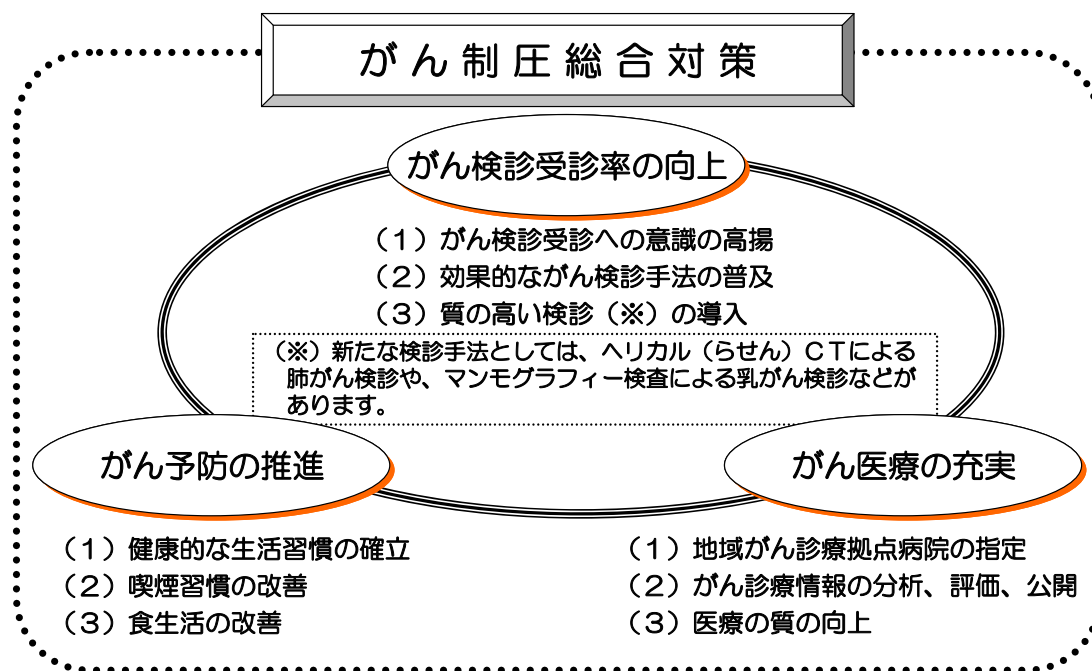 がん制圧総合対策
がん検診受診率の向上
（１）がん検診受診への意識の高揚
（２）効果的ながん検診手法の普及
（３）質の高い検診（※）の導入
（※）新たな検診手法としては、ヘリカル（らせん）ＣＴによる
肺がん検診や、マンモグラフィー検査による乳がん検診などが
あります。
がん予防の推進
（１）健康的な生活習慣の確立
（２）喫煙習慣の改善
（３）食生活の改善
がん医療の充実
（１）地域がん診療拠点病院の指定
（２）がん診療情報の分析、評価、公開
（３）医療の質の向上